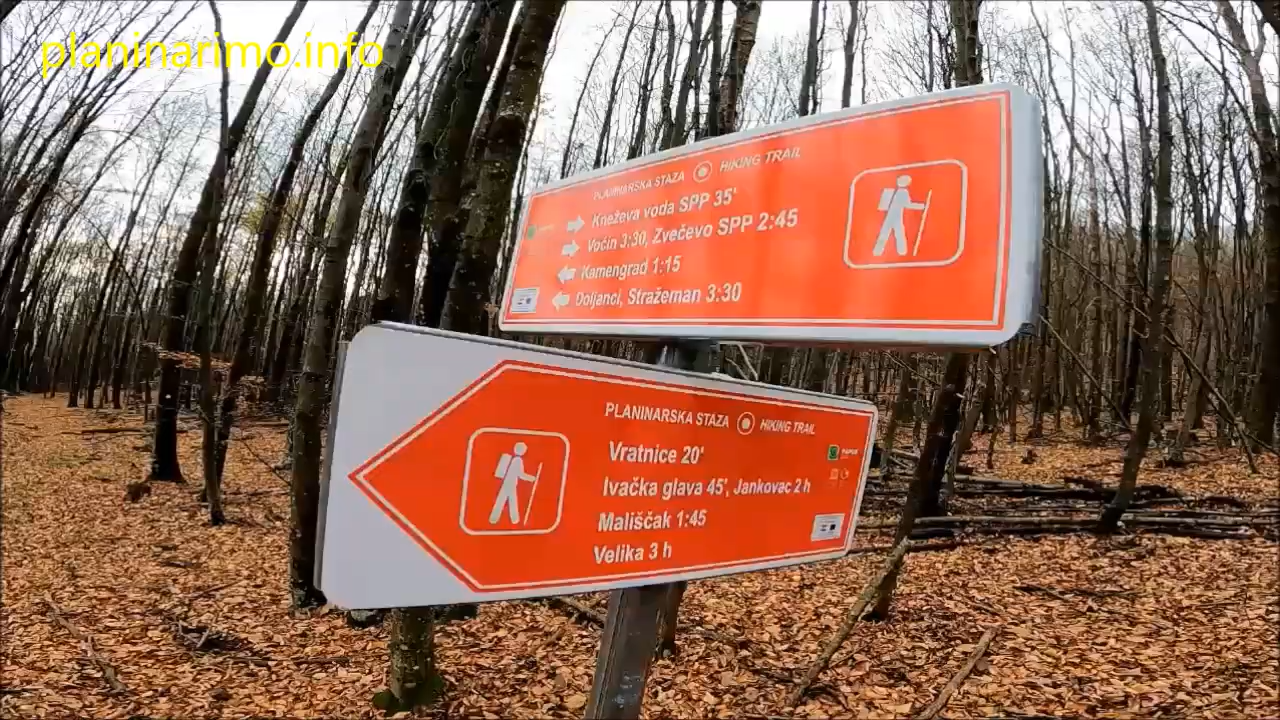 planinarimo.info
PLANINARSKA STAZA HIKING TRAIL
Kneževa voda SPP 35'
Voćin 3:30, Zvečevo SPP 2:45
Kamengrad 1:15
Doljanci, Stražeman 3:30
PLANINARSKA STAZA HIKING TRAIL
Vratnice 20'
Ivačka glava 45', Jankovac 2 h
Mališčak 1:45
Velika 3 h